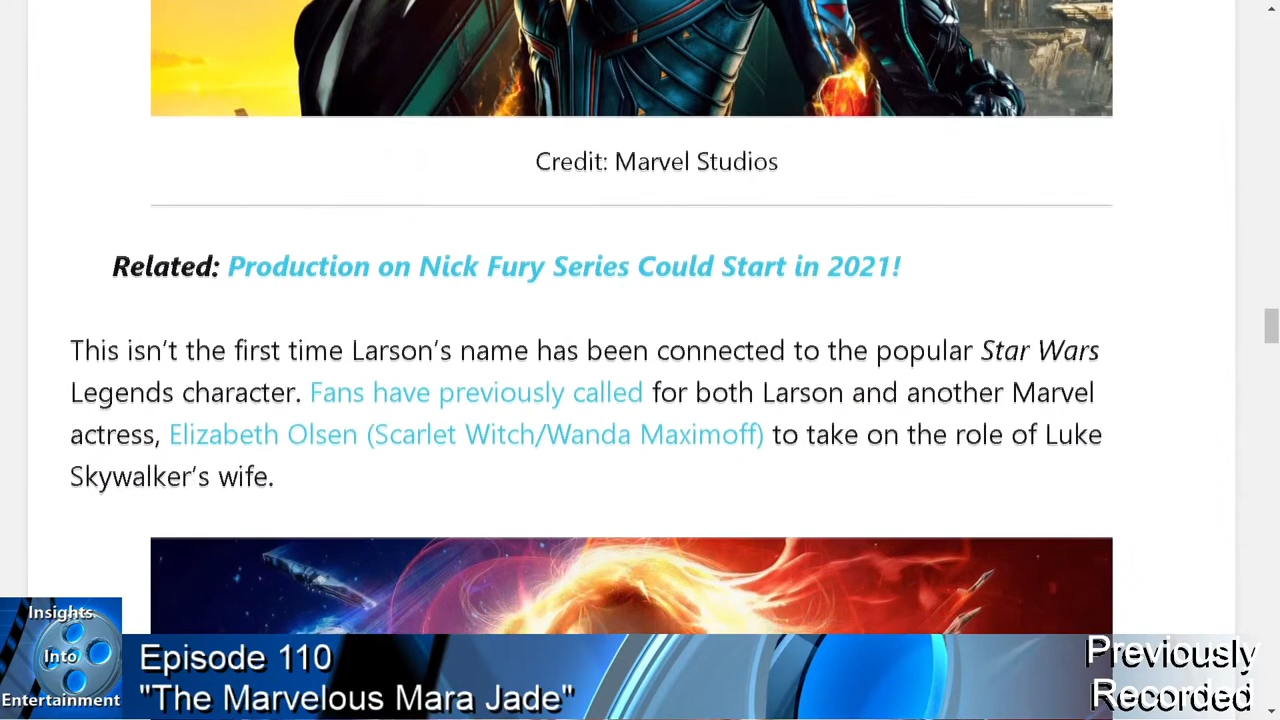 Credit: Marvel Studios
Related: Production on Nick Fury Series Could Start in 2021!
This isn’t the first time Larson’s name has been connected to the popular Star Wars
Legends character. Fans have previously called for both Larson and another Marvel
actress, Elizabeth Olsen (Scarlet Witch/Wanda Maximoff) to take on the role of Luke
Skywalker’s wife.
Insights
Into
Entertainment
Episode 110
"The Marvelous Mara Jade"
Previously
Recorded